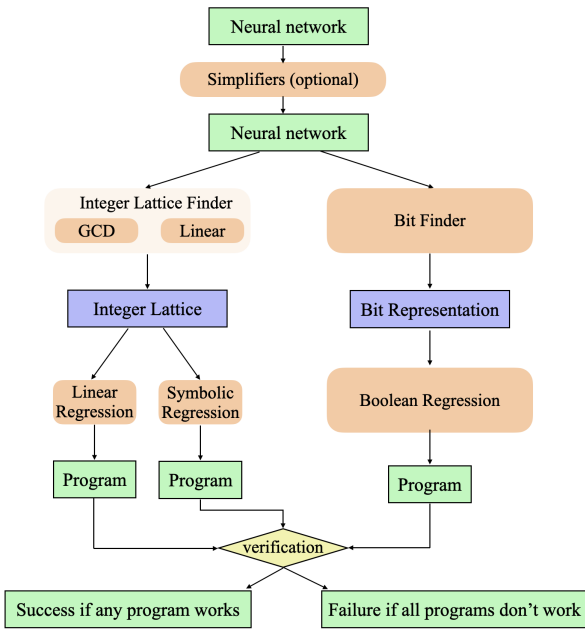 Neural network
Simplifiers (optional)
Neural network
Integer Lattice Finder
GCD
Linear
Bit Finder
Integer Lattice
Bit Representation
Linear
Regression
Symbolic
Regression
Boolean Regression
Program
Program
Program
verification
Success if any program works
Failure if all programs don’t work